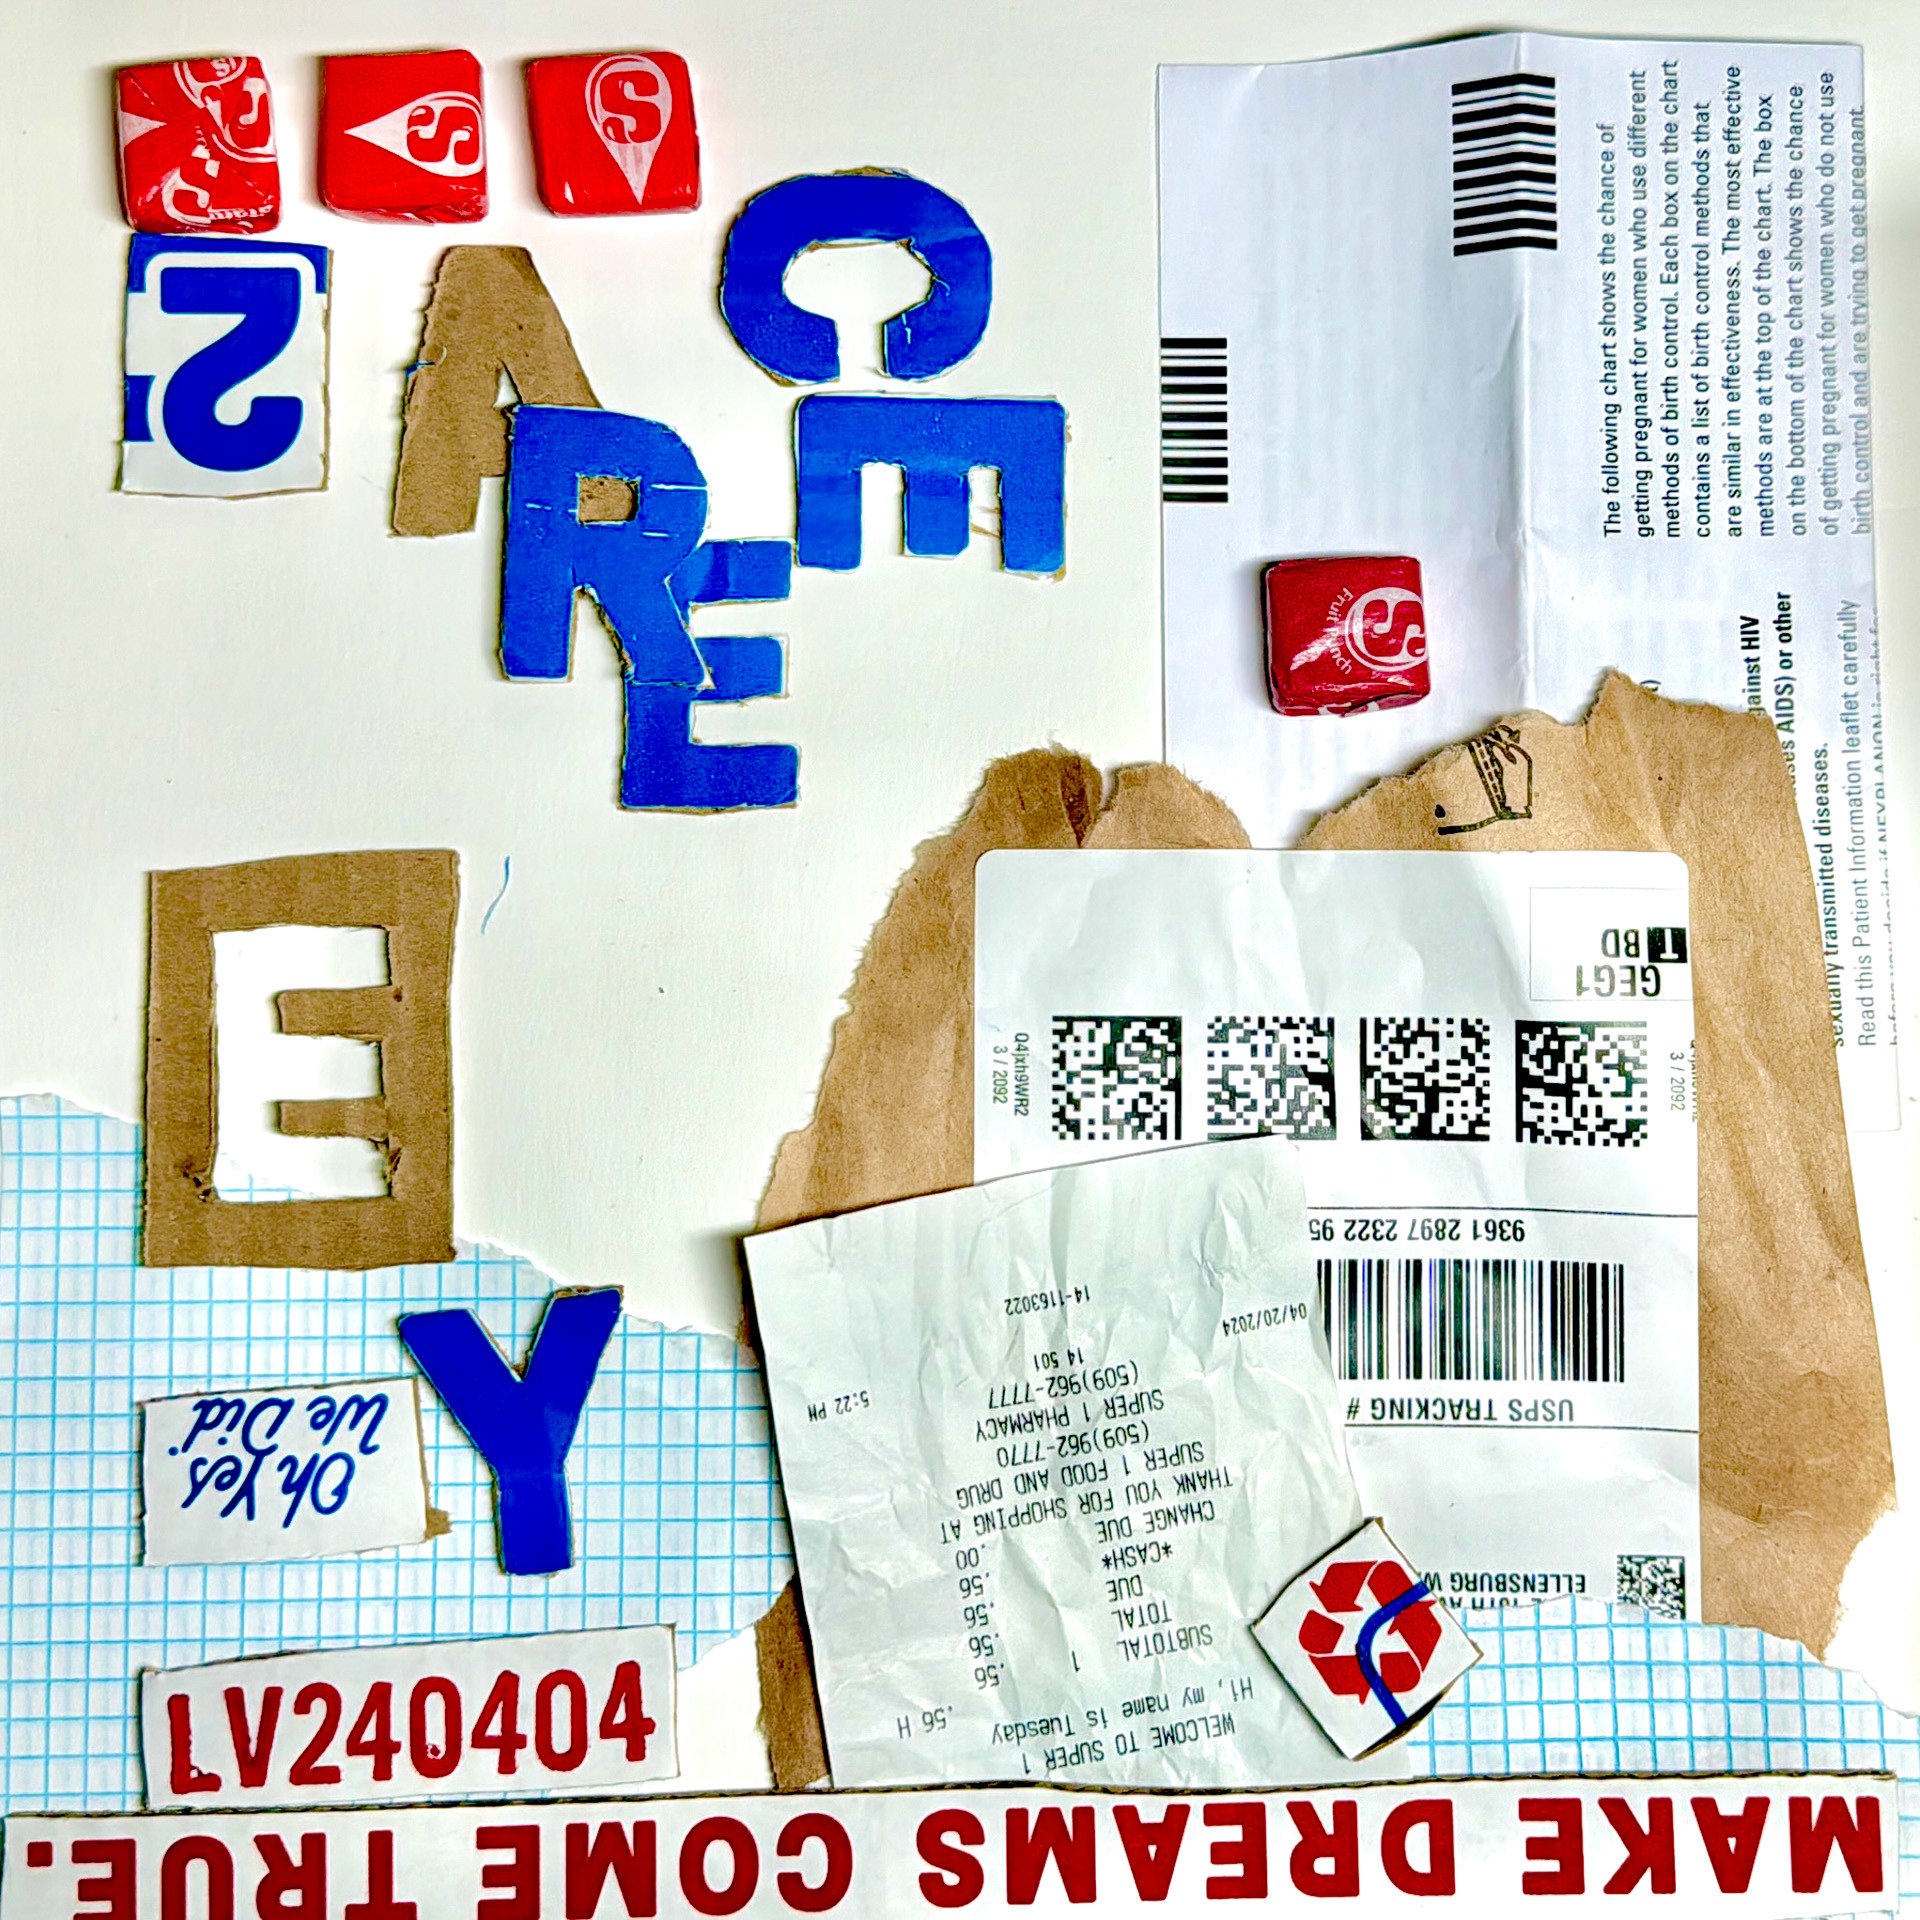 S
S
S
2
A
R
E
C
E
E
Y
The following chart shows the chance of
getting pregnant for women who use different
methods of birth control. Each box on the chart
contains a list of birth control methods that
are similar in effectiveness. The most effective
methods are at the top of the chart. The box
on the bottom of the chart shows the chance
of getting pregnant for women who do not use
birth control and are trying to get pregnant.
against HIV
AIDS) or other
sexually transmitted diseases.
Read this Patient Information leaflet carefully
S
Fruit Punch
T BD
GEG1
Q4jxh9WR2
3 / 2092
3 / 2092
9361 2897 2322 95
USPS TRACKING #
ELLENSBURG
WELCOME TO SUPER 1
Hi, my name is Tuesday
.56 H
1 .56
SUBTOTAL .56
TOTAL .56
DUE .56
*CASH*
CHANGE DUE .00
THANK YOU FOR SHOPPING AT
SUPER 1 FOOD AND DRUG
(509)962-7770
SUPER 1 PHARMACY
(509)962-7777
14 501
04/20/2024 5:22 PM
14-1163022
Oh Yes
We Did
LV240404
MAKE DREAMS COME TRUE.